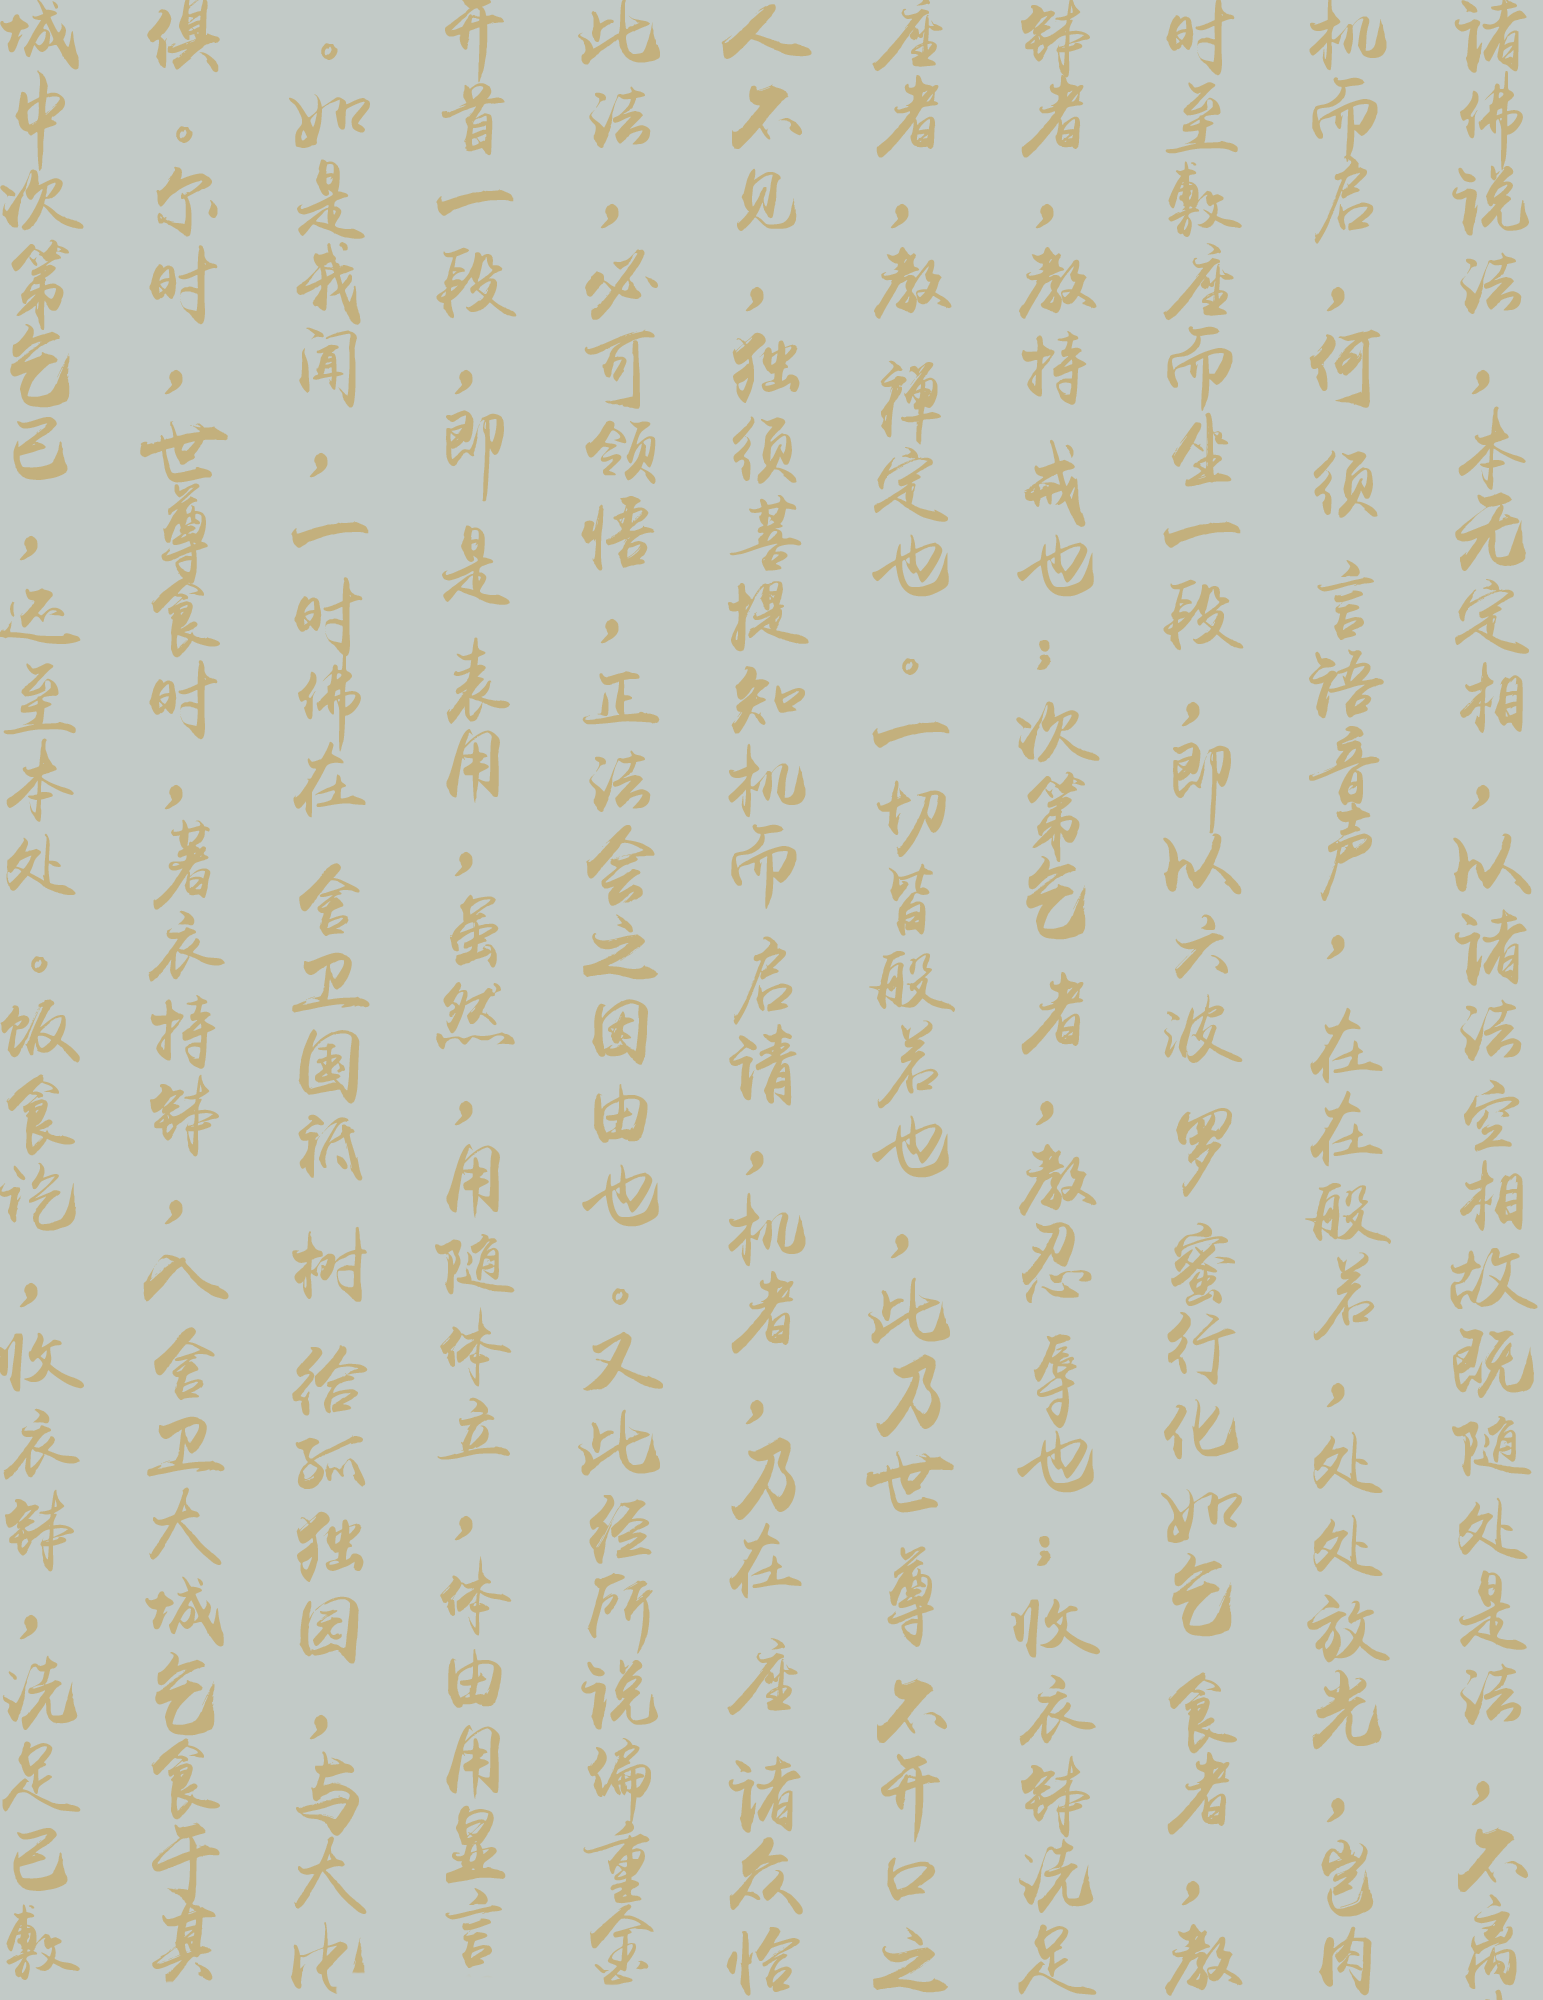 诸佛说法，本无定相，以诸法空相故既随处是法，不离
机而启，何须言语音声，在在般若，处处放光，岂肉
时至敷座而坐一段，即以六波罗蜜行化如乞食者，教
钵者，教持戒也；次第乞者，教忍辱也；收衣钵洗足
座者，教禅定也。一切皆般若也，此乃世尊不开口之
人不见，独须菩提知机而启请，机者，乃在座诸众恰
此法，必可领悟，正法会之因由也。又此经所说偏重金
开首一段，即是表用，虽然，用随体立，体由用显言
。如是我闻，一时佛在舍卫国祇树给孤独园，与大比
俱。尔时，世尊食时，著衣持钵，入舍卫大城乞食于其
城中次第乞已，还至本处。饭食讫，收衣钵，洗足已敷